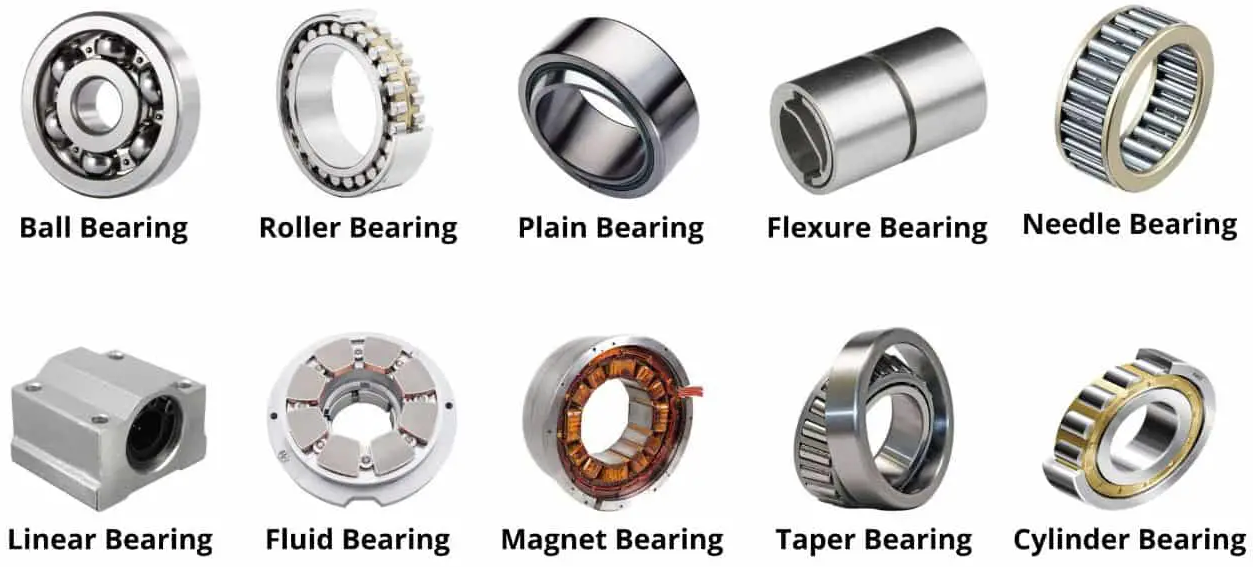 Ball Bearing
Roller Bearing
Plain Bearing
Flexure Bearing
Needle Bearing
Linear Bearing
Fluid Bearing
Magnet Bearing
Taper Bearing
Cylinder Bearing